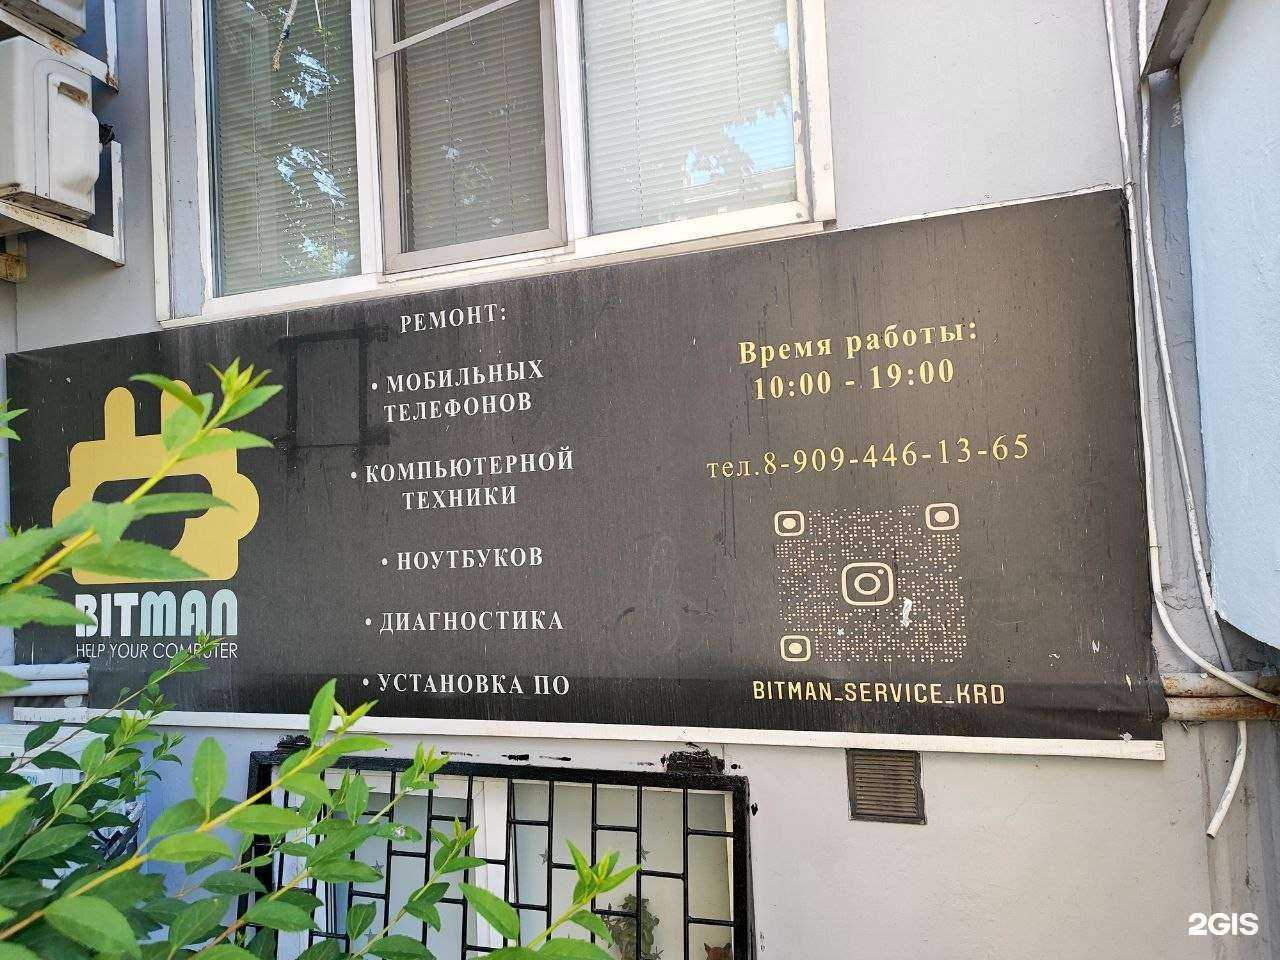 РЕМОНТ:
• МОБИЛЬНЫХ
ТЕЛЕФОНОВ
• КОМПЬЮТЕРНОЙ
ТЕХНИКИ
• НОУТБУКОВ
• ДИАГНОСТИКА
• УСТАНОВКА ПО
BITMAN
HELP YOUR COMPUTER
Время работы:
10:00 - 19:00
тел.8-909-446-13-65
BITMAN_SERVICE_KRD
2GIS